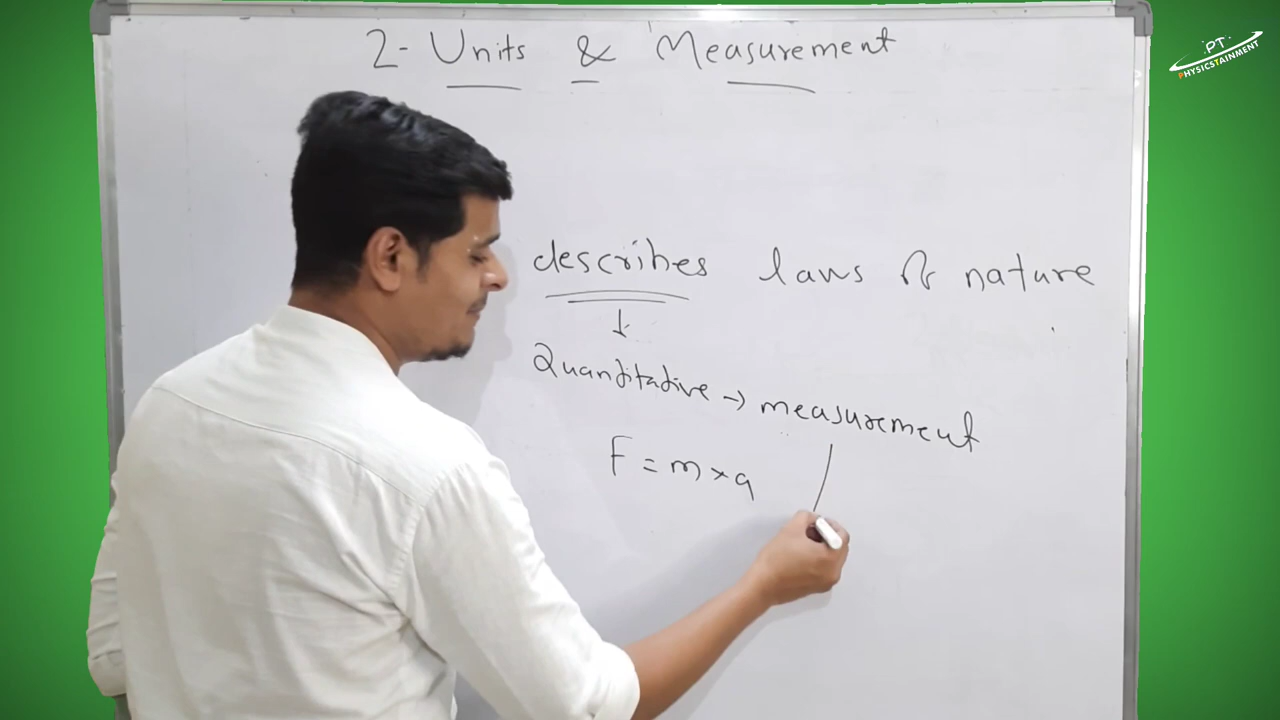 2- Units & Measurement
PT
PHYSICSTAINMENT
describes laws of nature
Quantitative → measurement
F = m × a